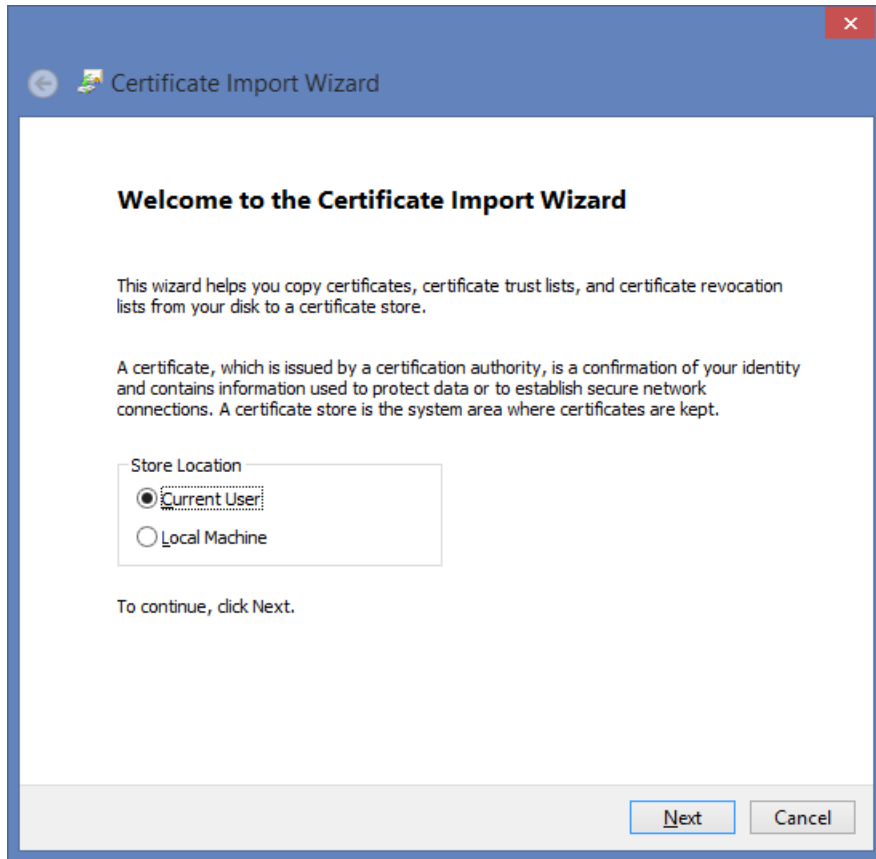 Certificate Import Wizard
Welcome to the Certificate Import Wizard
This wizard helps you copy certificates, certificate trust lists, and certificate revocation
lists from your disk to a certificate store.
A certificate, which is issued by a certification authority, is a confirmation of your identity
and contains information used to protect data or to establish secure network
connections. A certificate store is the system area where certificates are kept.
Store Location
Current User
Local Machine
To continue, click Next.
Next Cancel